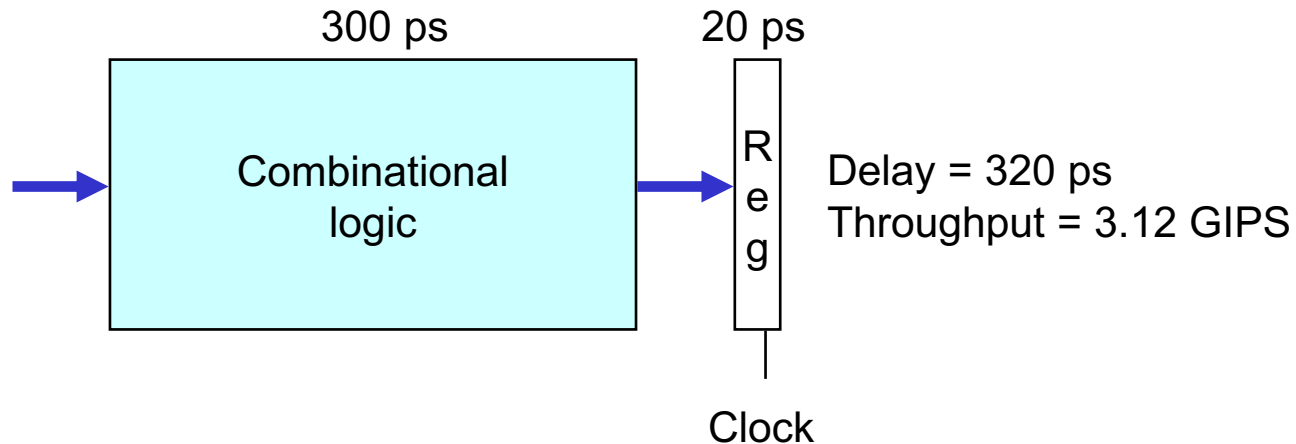 300 ps
20 ps
Combinational
logic
R
e
g
Delay = 320 ps
Throughput = 3.12 GIPS
Clock